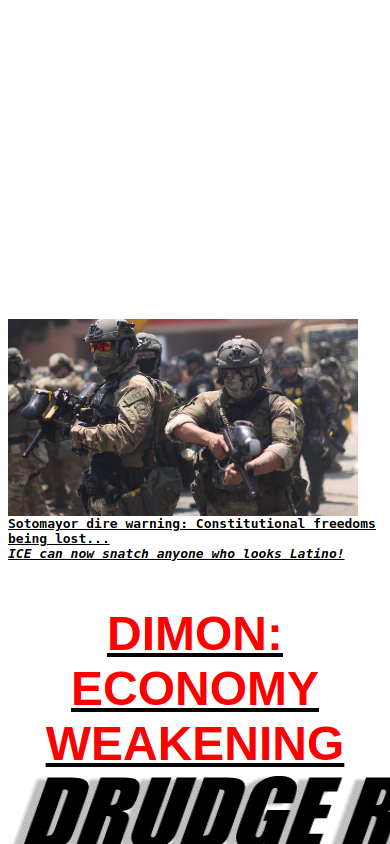 Sotomayor dire warning: Constitutional freedoms
being lost...
ICE can now snatch anyone who looks Latino!
DIMON:
ECONOMY
WEAKENING
DRUDGE R